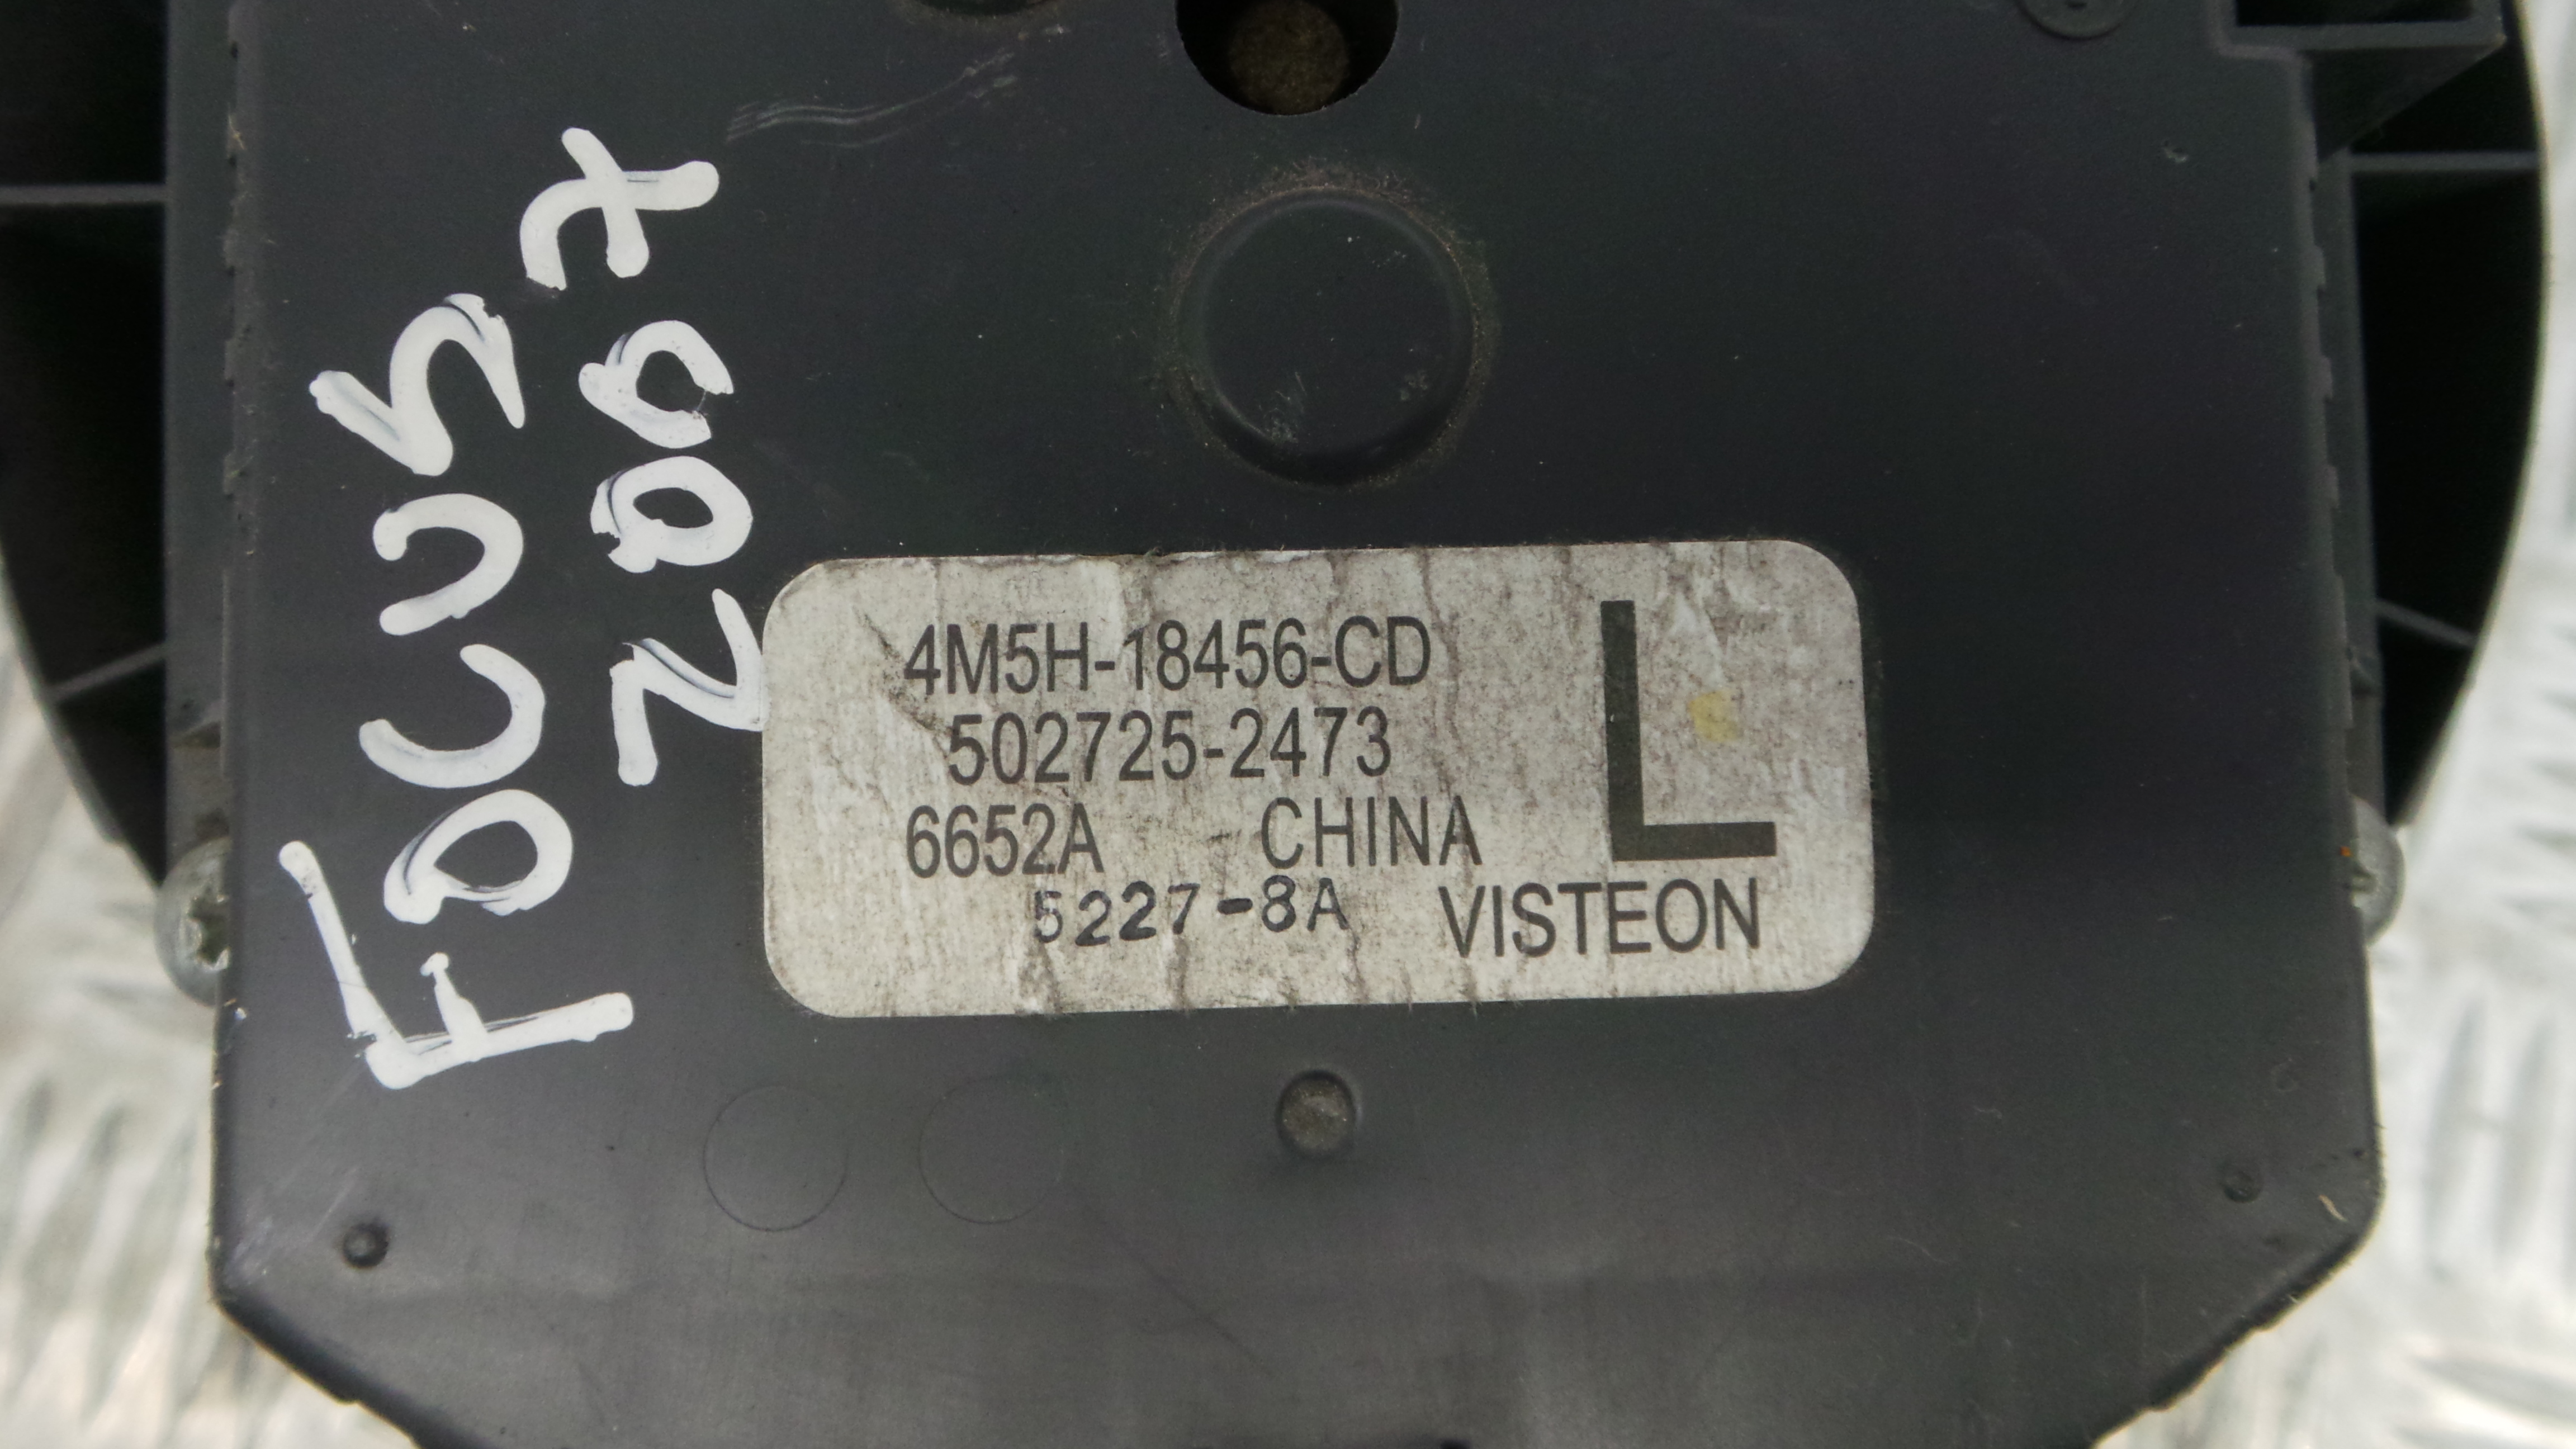 FOCUS
2007
4M5H-18456-CD
502725-2473
6652A CHINA
L
5227-8A VISTEON